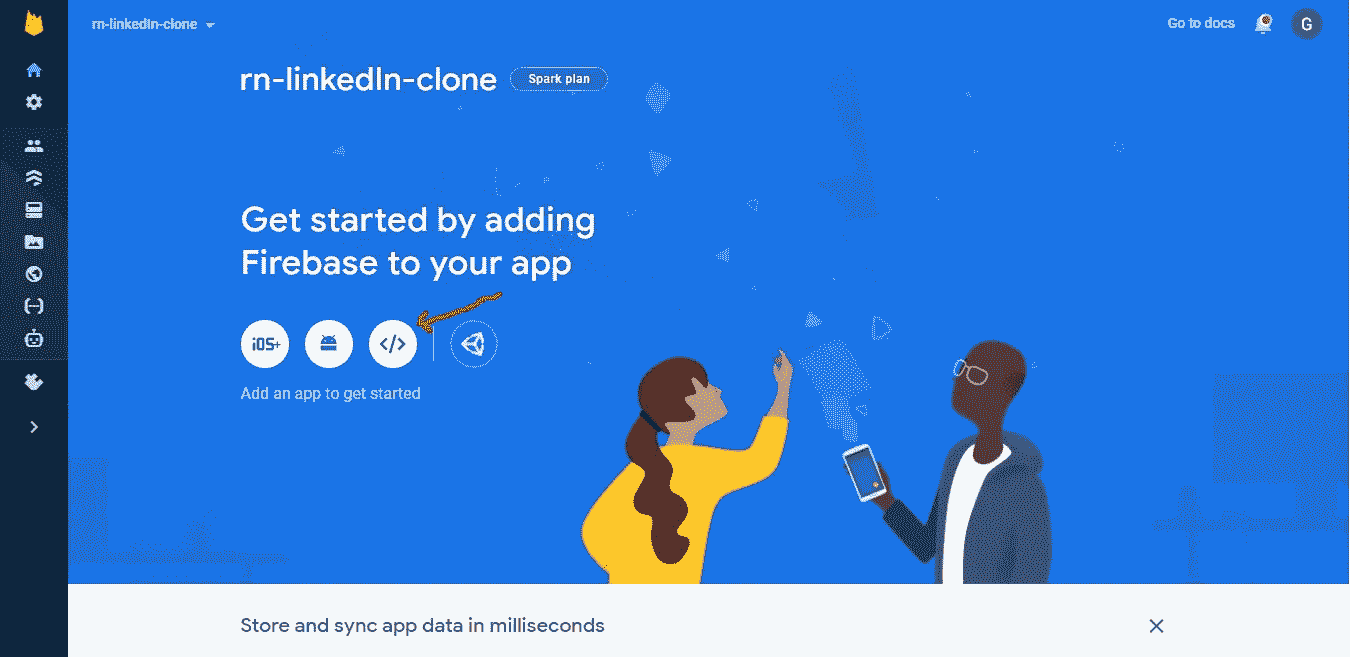 rn-linkedIn-clone
Go to docs
G
rn-linkedIn-clone
Spark plan
Get started by adding
Firebase to your app
iOS+
</>
Add an app to get started
Store and sync app data in milliseconds